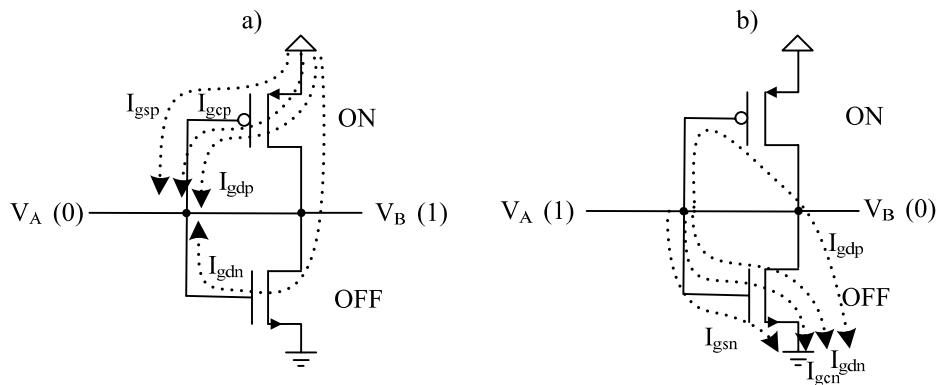 a)
I_gsp
I_gcp
ON
I_gdp
V_A (0)
V_B (1)
I_gdn
OFF
b)
ON
V_A (1)
V_B (0)
I_gdp
OFF
I_gsn
I_gcn
I_gdn